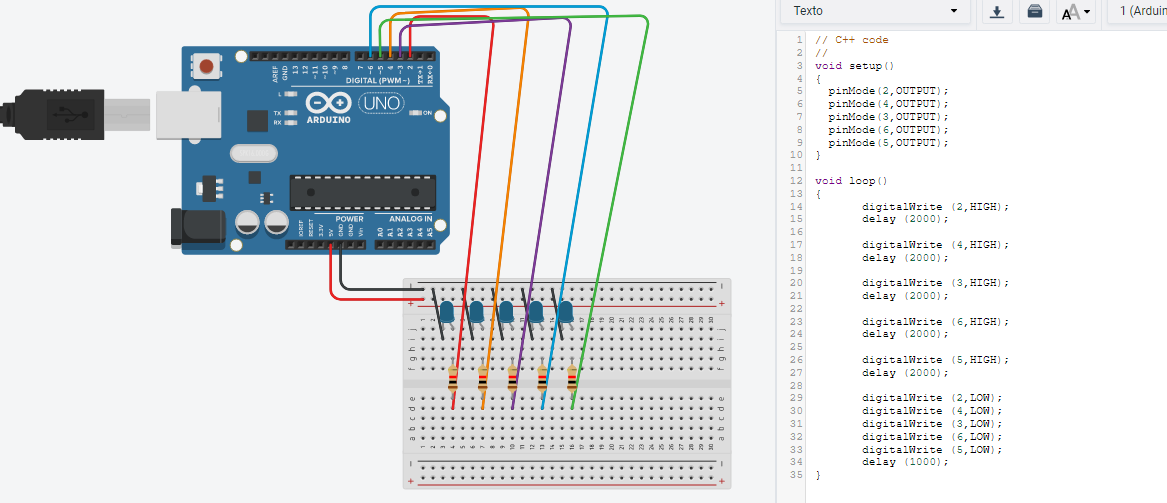 Texto
1 (Arduin
AREF
GND
13
12
~11
~10
~9
8
7
~6
~5
4
~3
2
TX→1
RX←0
DIGITAL (PWM~)
L
TX
RX
UNO
ARDUINO
ON
POWER
ANALOG IN
IOREF
RESET
3.3V
5V
GND
GND
Vin
A0
A1
A2
A3
A4
A5
1 // C++ code
2 //
3 void setup()
4 {
5 pinMode(2,OUTPUT);
6 pinMode(4,OUTPUT);
7 pinMode(3,OUTPUT);
8 pinMode(6,OUTPUT);
9 pinMode(5,OUTPUT);
10 }
11
12 void loop()
13 {
14 digitalWrite (2,HIGH);
15 delay (2000);
16
17 digitalWrite (4,HIGH);
18 delay (2000);
19
20 digitalWrite (3,HIGH);
21 delay (2000);
22
23 digitalWrite (6,HIGH);
24 delay (2000);
25
26 digitalWrite (5,HIGH);
27 delay (2000);
28
29 digitalWrite (2,LOW);
30 digitalWrite (4,LOW);
31 digitalWrite (3,LOW);
32 digitalWrite (6,LOW);
33 digitalWrite (5,LOW);
34 delay (1000);
35 }